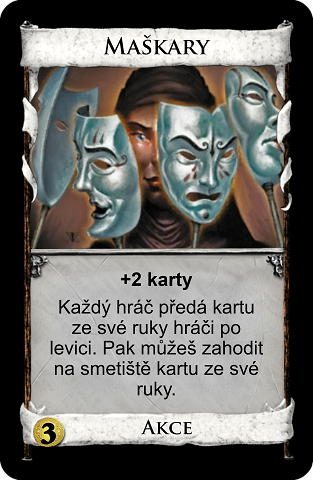 Maškary
+2 karty
Každý hráč předá kartu
ze své ruky hráči po
levici. Pak můžeš zahodit
na smetiště kartu ze své
ruky.
3
Akce